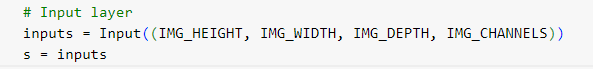 # Input layer
inputs = Input((IMG_HEIGHT, IMG_WIDTH, IMG_DEPTH, IMG_CHANNELS))
s = inputs